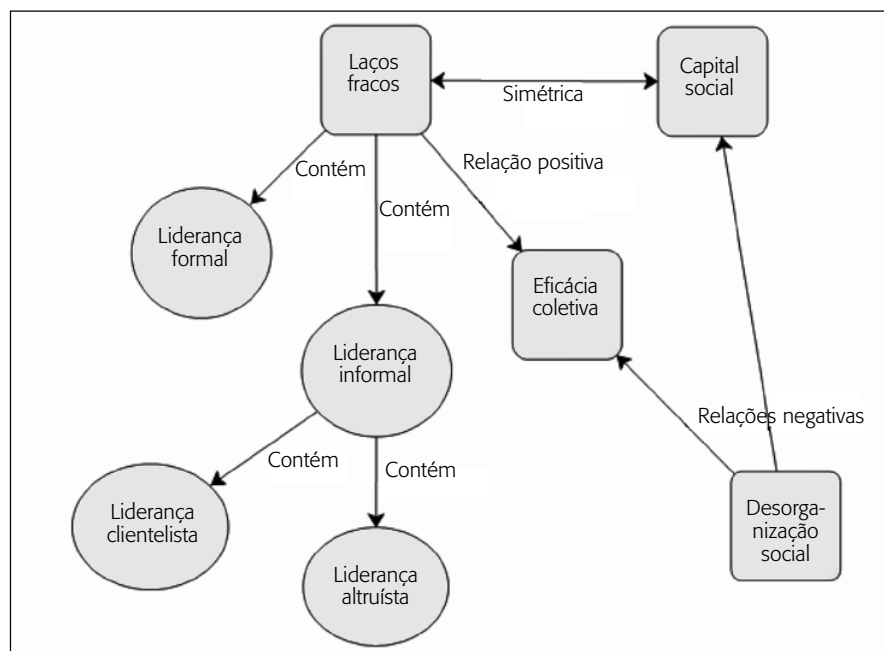 Laços
fracos
Capital
social
Simétrica
Contém
Relação positiva
Contém
Liderança
formal
Eficácia
coletiva
Liderança
informal
Relações negativas
Contém
Contém
Liderança
clientelista
Desorga-
nização
social
Liderança
altruísta